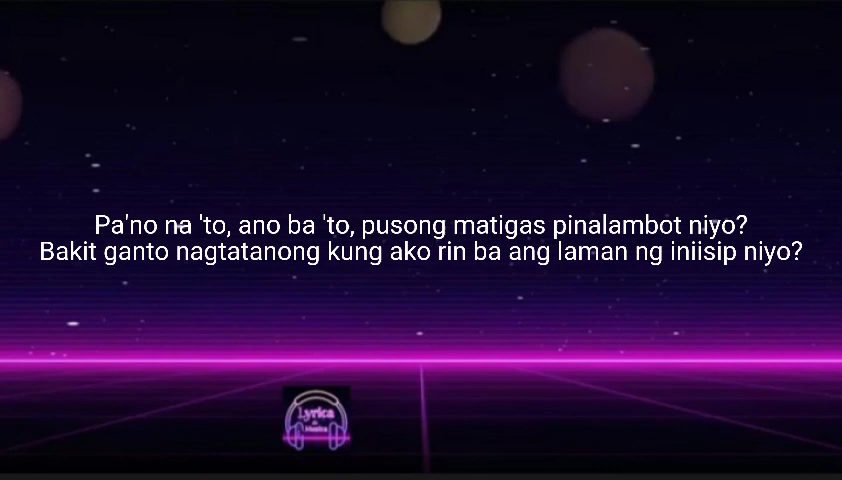 Pa'no na 'to, ano ba 'to, pusong matigas pinalambot niyo?
Bakit ganto nagtatanong kung ako rin ba ang laman ng iniisip niyo?
Lyrica